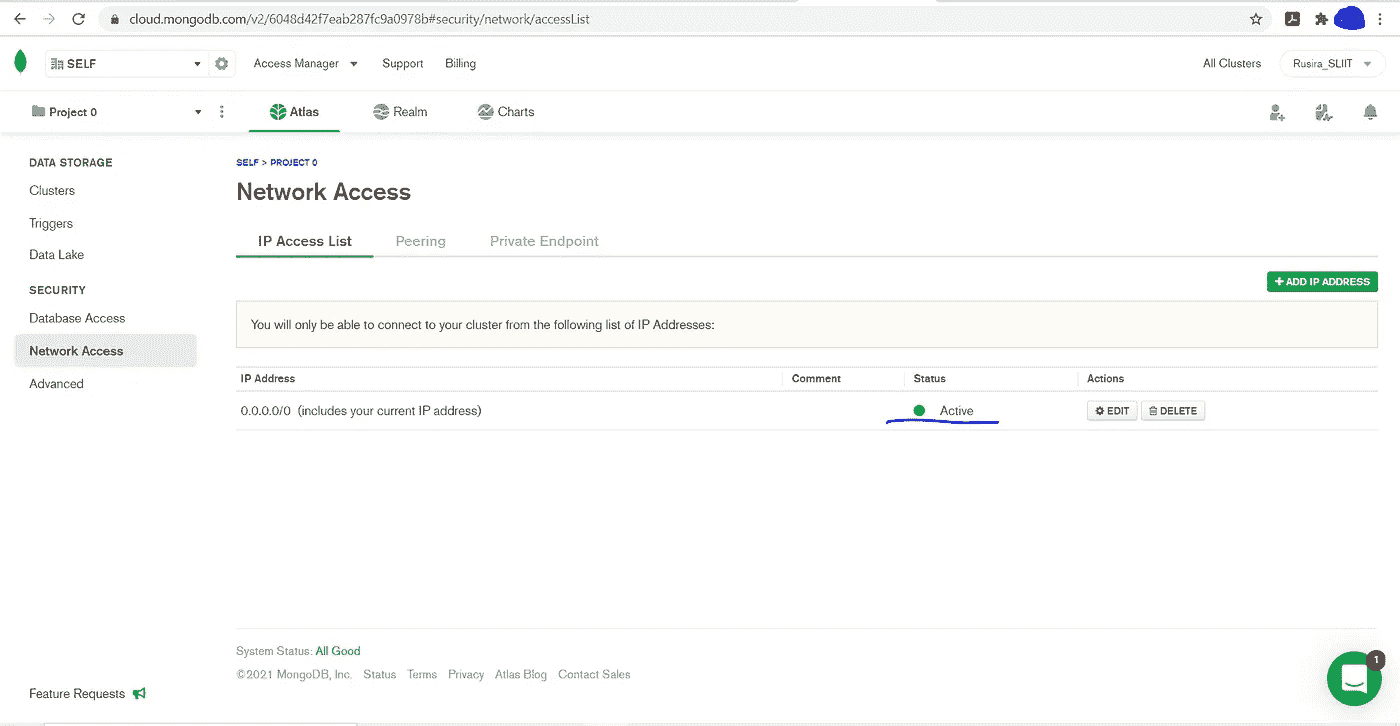 cloud.mongodb.com/v2/6048d42f7eab287fc9a0978b#security/network/accessList
SELF Access Manager Support Billing All Clusters Rusira_SLIIT
Project 0 Atlas Realm Charts
DATA STORAGE
Clusters
Triggers
Data Lake
SECURITY
Database Access
Network Access
Advanced
SELF > PROJECT 0
Network Access
IP Access List Peering Private Endpoint
+ ADD IP ADDRESS
You will only be able to connect to your cluster from the following list of IP Addresses:
IP Address Comment Status Actions
0.0.0.0/0 (includes your current IP address) Active EDIT DELETE
System Status: All Good
©2021 MongoDB, Inc. Status Terms Privacy Atlas Blog Contact Sales
Feature Requests
1